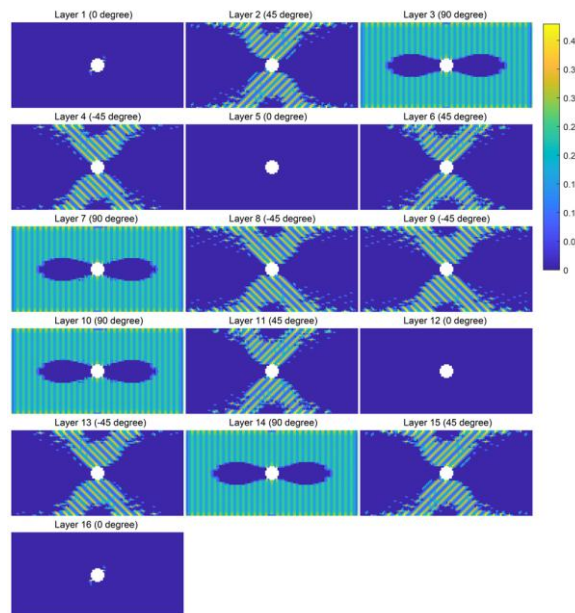 Layer 1 (0 degree)
Layer 2 (45 degree)
Layer 3 (90 degree)
Layer 4 (-45 degree)
Layer 5 (0 degree)
Layer 6 (45 degree)
Layer 7 (90 degree)
Layer 8 (-45 degree)
Layer 9 (-45 degree)
Layer 10 (90 degree)
Layer 11 (45 degree)
Layer 12 (0 degree)
Layer 13 (-45 degree)
Layer 14 (90 degree)
Layer 15 (45 degree)
Layer 16 (0 degree)
0.4
0.3
0.3
0.2
0.2
0.1
0.1
0.0
0